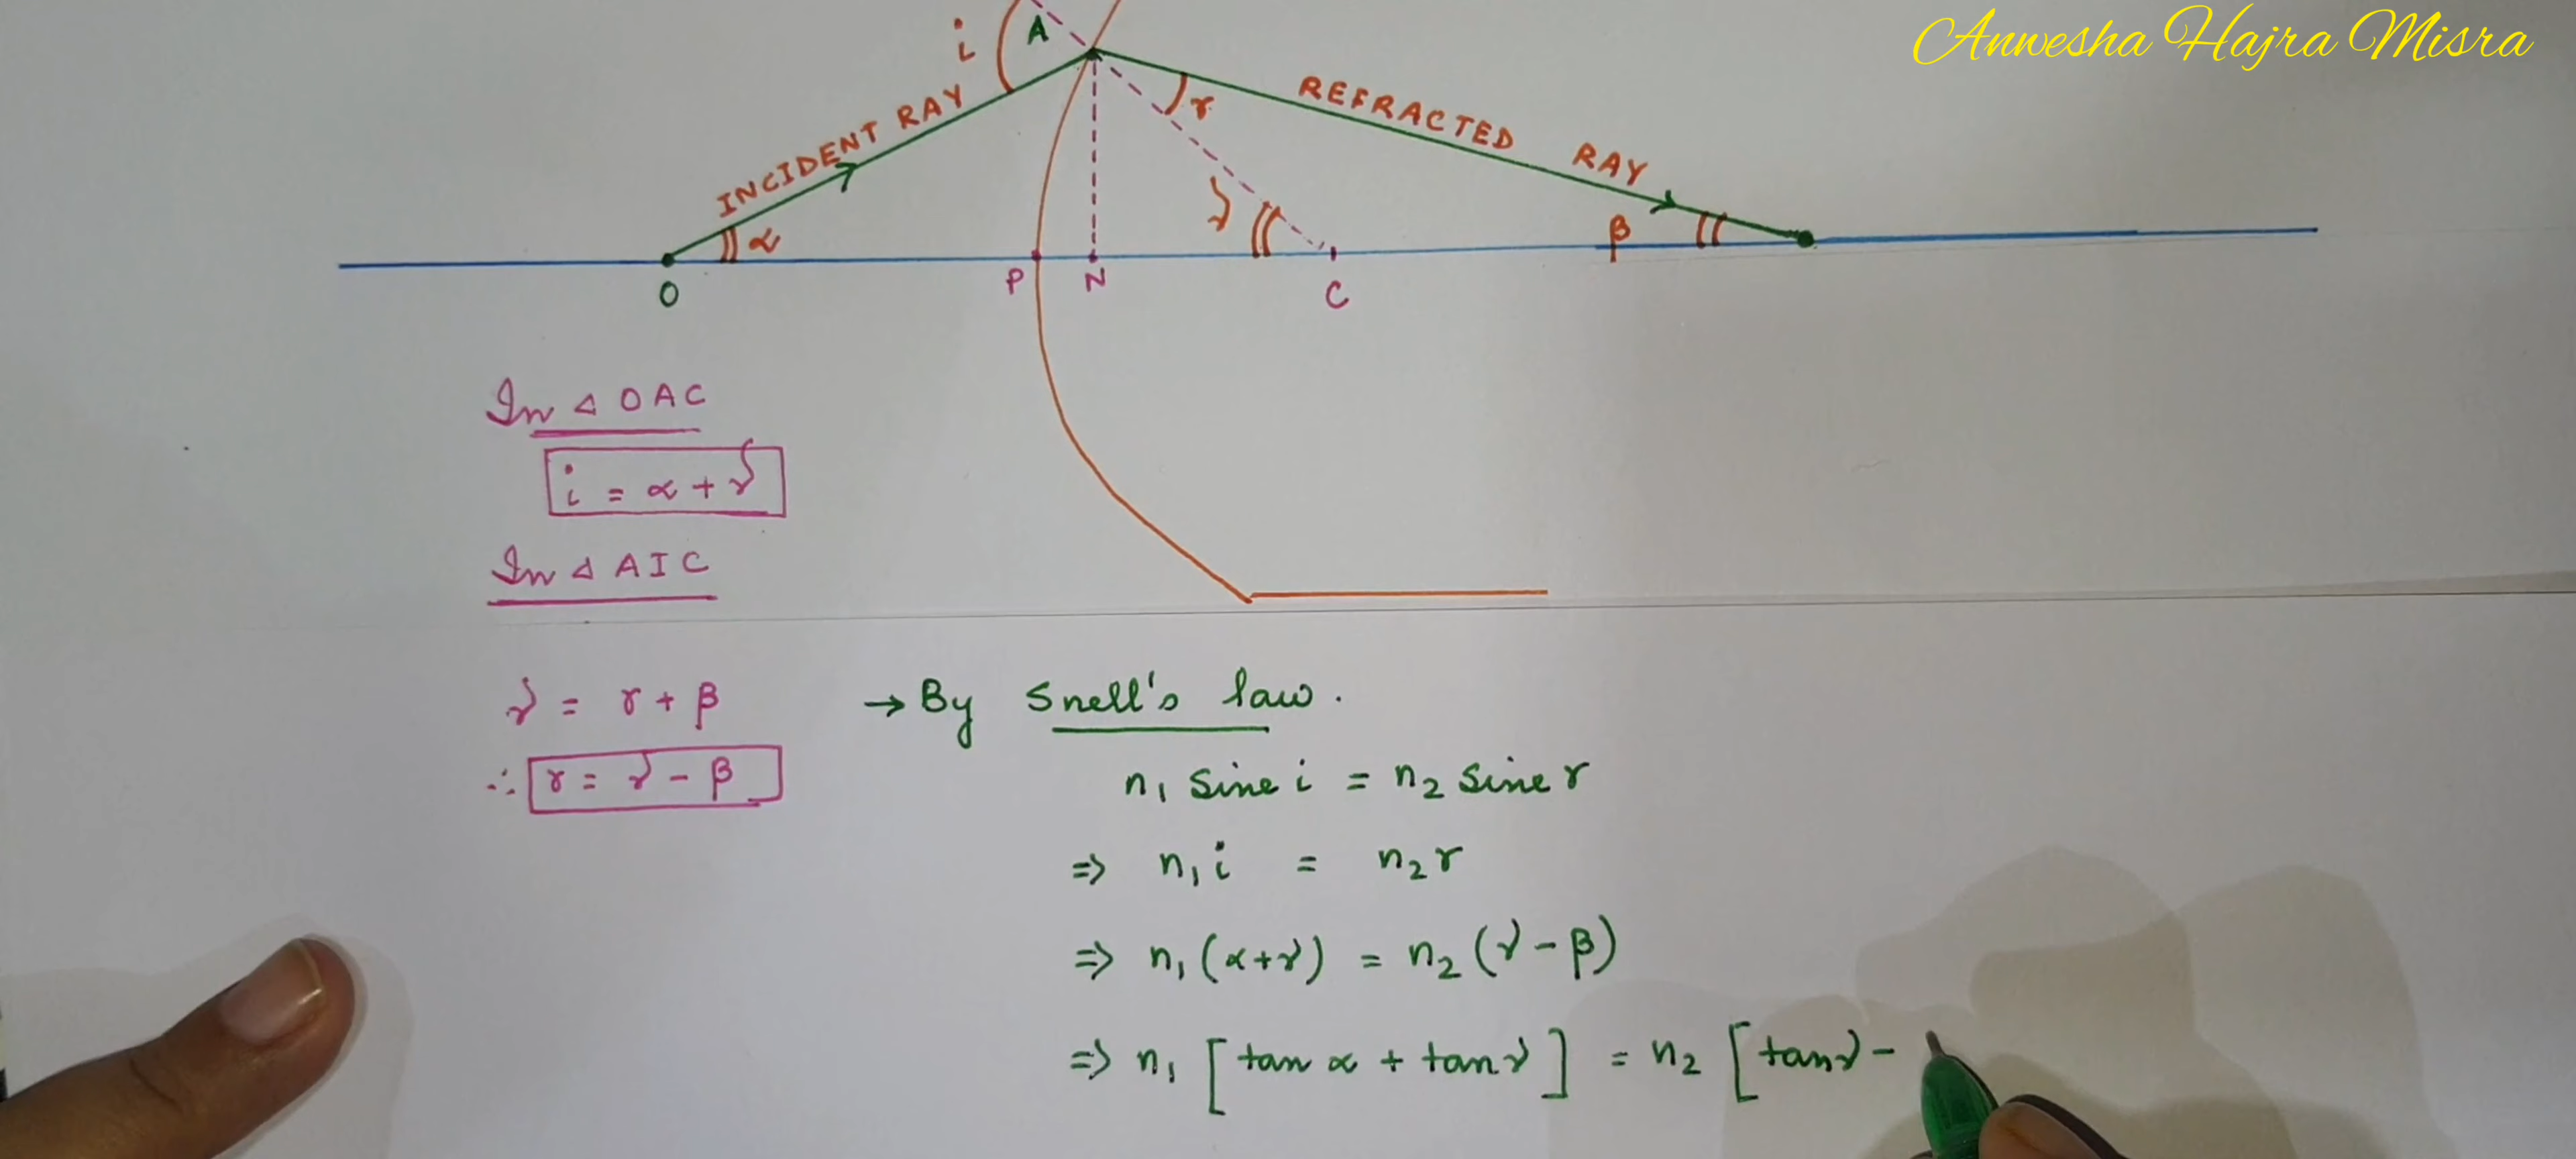 Anwesha Hajra Misra
i
A
INCIDENT RAY
r
REFRACTED RAY
α
γ
β
O
P
N
C
In Δ OAC
i = α + γ
In Δ AIC
γ = r + β
∴ r = γ - β
→ By Snell's law.
n₁ sine i = n₂ sine r
⇒ n₁ i = n₂ r
⇒ n₁ (α+γ) = n₂ (γ - β)
⇒ n₁ [tan α + tan γ] = n₂ [tan γ -